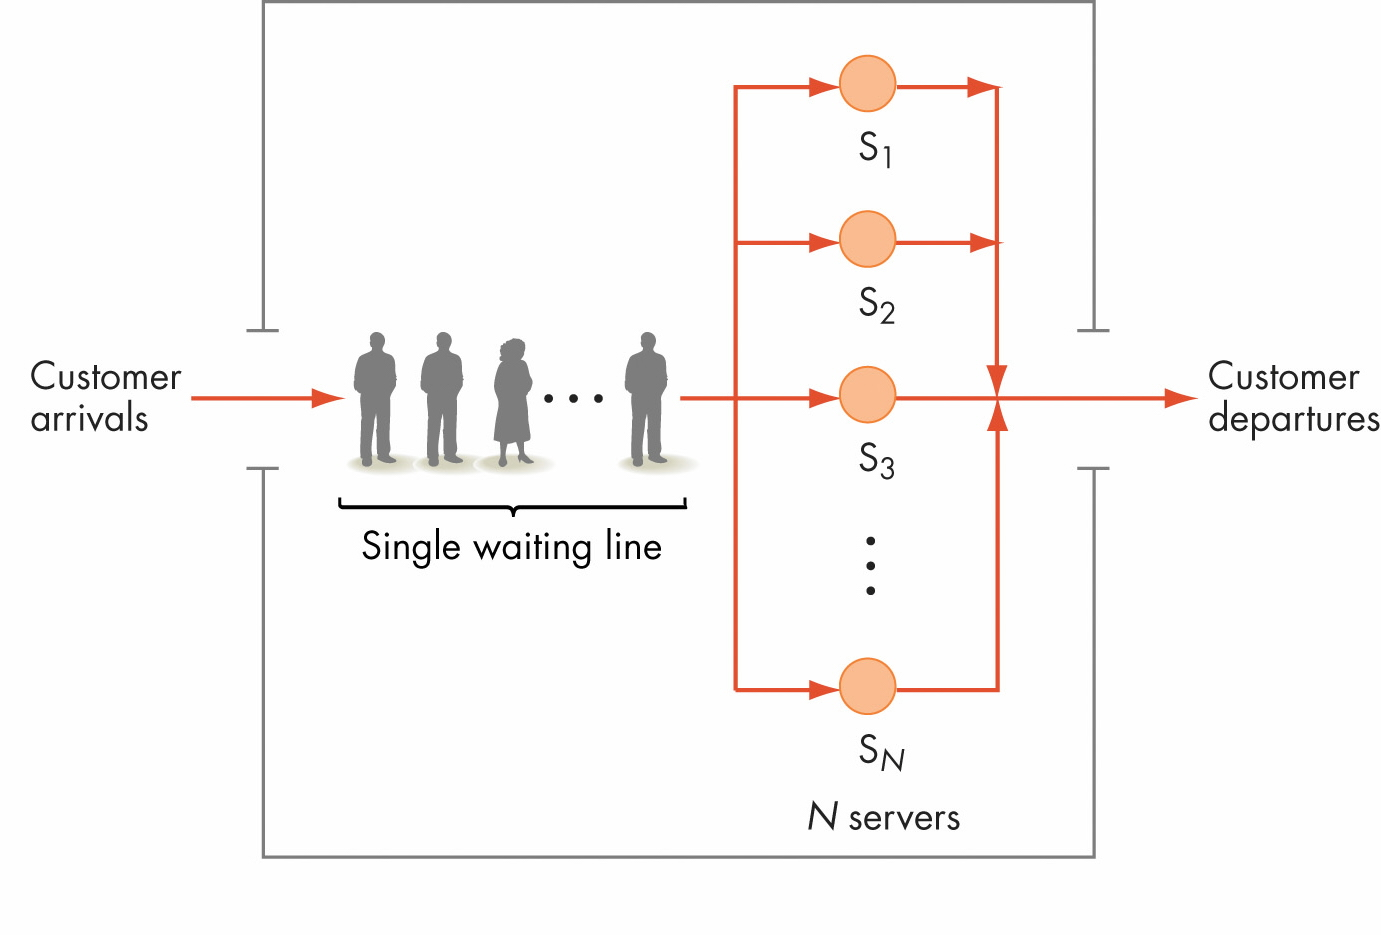 S1
S2
Customer
arrivals
Customer
departures
S3
Single waiting line
SN
N servers